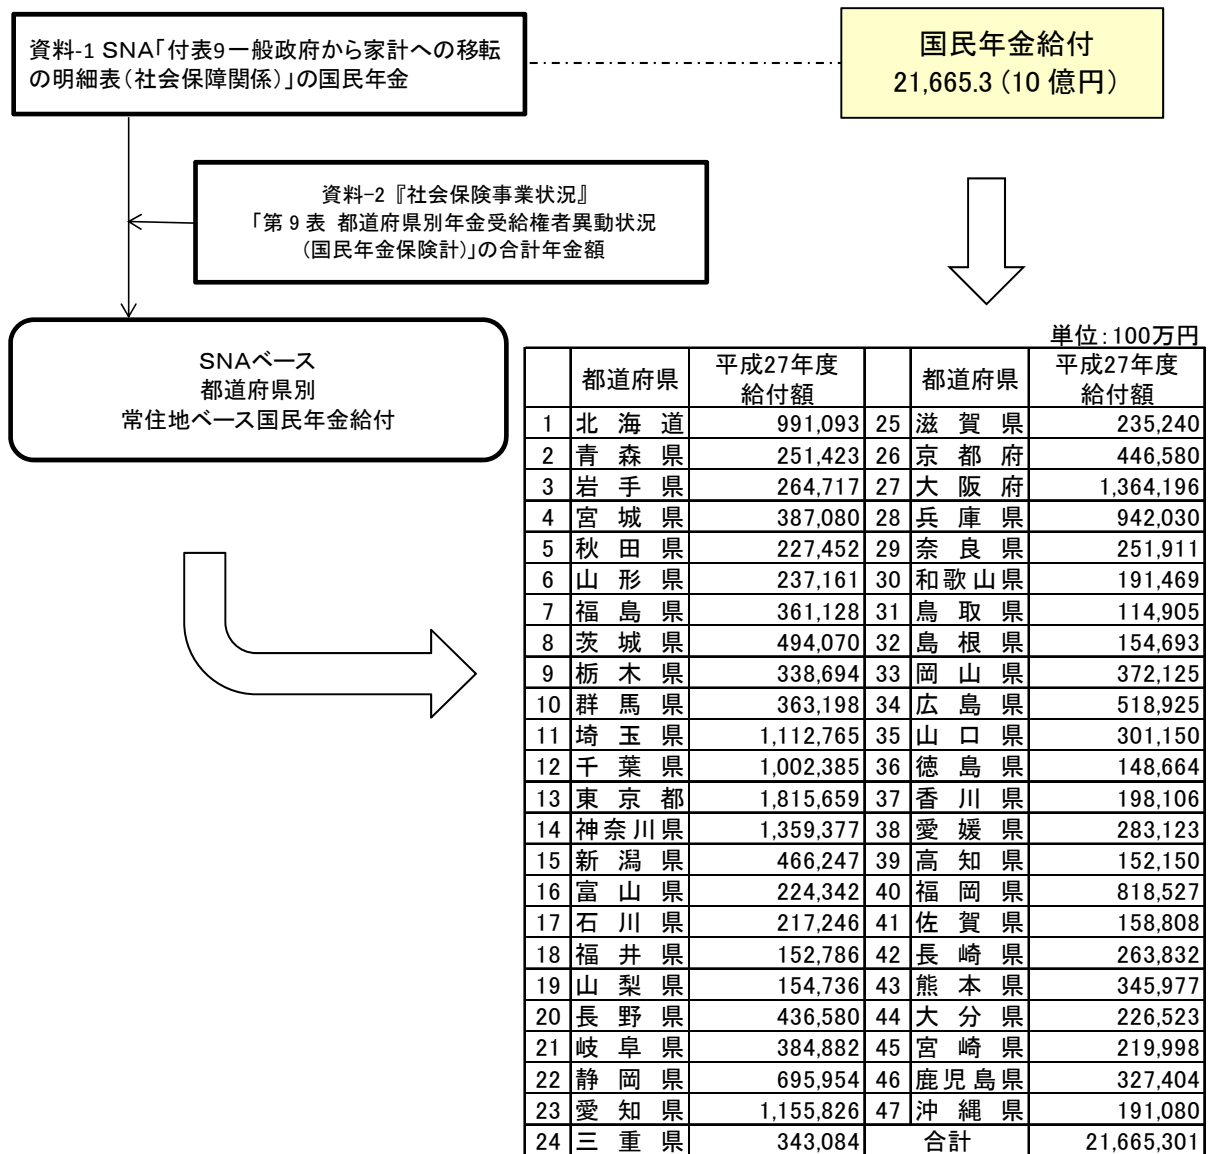 資料-1 SNA「付表9一般政府から家計への移転
の明細表（社会保障関係）」の国民年金
国民年金給付
21,665.3（10 億円）
資料-2『社会保険事業状況』
「第 9 表 都道府県別年金受給権者異動状況
（国民年金保険計）」の合計年金額
SNAベース
都道府県別
常住地ベース国民年金給付
単位：100万円
都道府県 平成27年度 給付額 都道府県 平成27年度 給付額
1 北海道 991,093 25 滋賀県 235,240
2 青森県 251,423 26 京都府 446,580
3 岩手県 264,717 27 大阪府 1,364,196
4 宮城県 387,080 28 兵庫県 942,030
5 秋田県 227,452 29 奈良県 251,911
6 山形県 237,161 30 和歌山県 191,469
7 福島県 361,128 31 鳥取県 114,905
8 茨城県 494,070 32 島根県 154,693
9 栃木県 338,694 33 岡山県 372,125
10 群馬県 363,198 34 広島県 518,925
11 埼玉県 1,112,765 35 山口県 301,150
12 千葉県 1,002,385 36 徳島県 148,664
13 東京都 1,815,659 37 香川県 198,106
14 神奈川県 1,359,377 38 愛媛県 283,123
15 新潟県 466,247 39 高知県 152,150
16 富山県 224,342 40 福岡県 818,527
17 石川県 217,246 41 佐賀県 158,808
18 福井県 152,786 42 長崎県 263,832
19 山梨県 154,736 43 熊本県 345,977
20 長野県 436,580 44 大分県 226,523
21 岐阜県 384,882 45 宮崎県 219,998
22 静岡県 695,954 46 鹿児島県 327,404
23 愛知県 1,155,826 47 沖縄県 191,080
24 三重県 343,084 合計 21,665,301